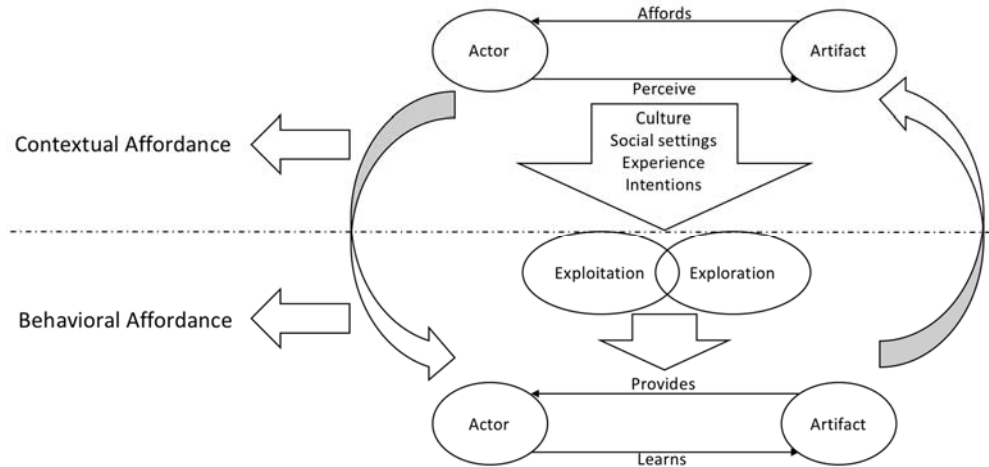 Affords
Actor
Artifact
Perceive
Culture
Social settings
Experience
Intentions
Contextual Affordance
Exploitation
Exploration
Behavioral Affordance
Provides
Actor
Artifact
Learns